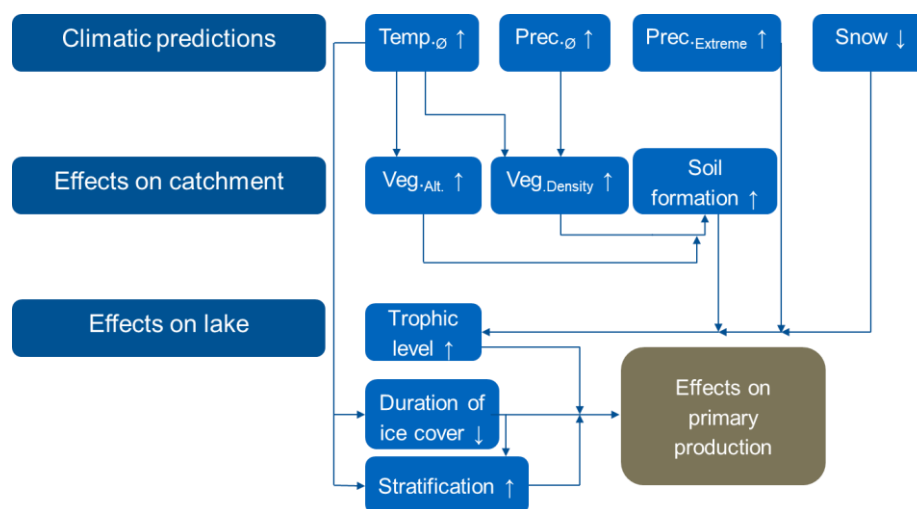 Climatic predictions
Temp.Ø ↑
Prec.Ø ↑
Prec.Extreme ↑
Snow ↓
Effects on catchment
Veg.Alt. ↑
Veg.Density ↑
Soil
formation ↑
Effects on lake
Trophic
level ↑
Duration of
ice cover ↓
Stratification ↑
Effects on
primary
production